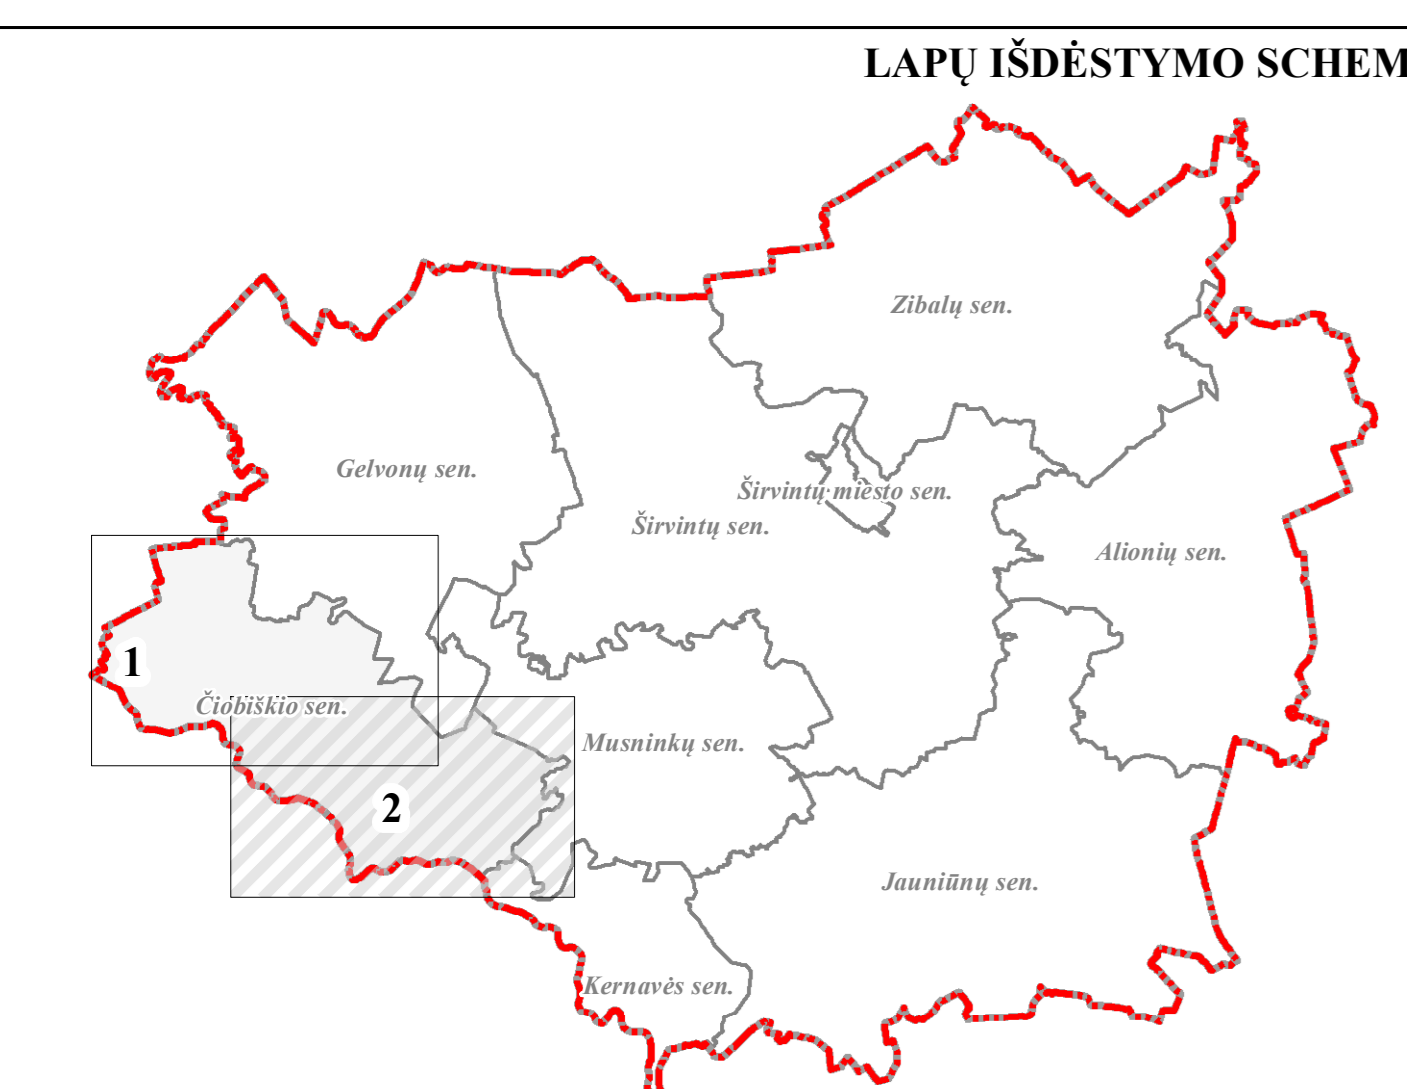 LAPŲ IŠDĖSTYMO SCHEM
Zibalų sen.
Gelvonų sen.
Širvintų miesto sen.
Širvintų sen.
Alionių sen.
1
Čiobiškio sen.
Musninkų sen.
2
Jauniūnų sen.
Kernavės sen.